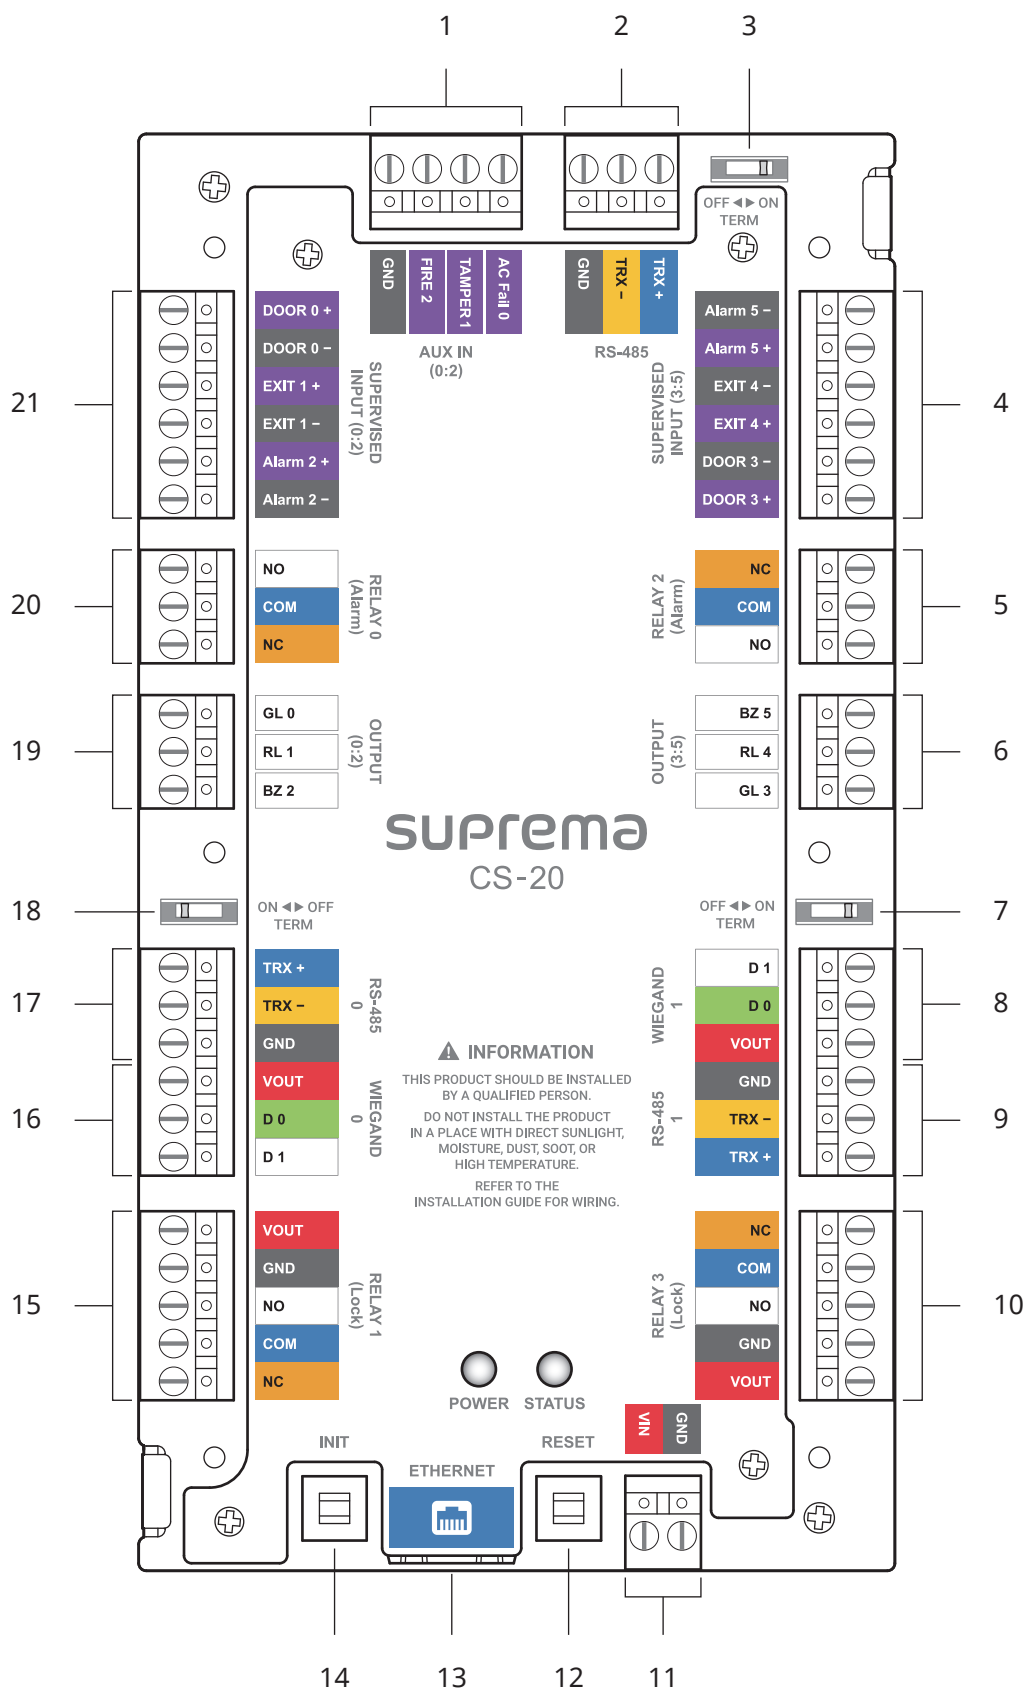 1
2
3
OFF ◀▶ ON
TERM
GND
FIRE 2
TAMPER 1
AC Fail 0
AUX IN
(0:2)
GND
TRX −
TRX +
RS-485
21
DOOR 0 +
DOOR 0 −
EXIT 1 +
EXIT 1 −
Alarm 2 +
Alarm 2 −
SUPERVISED
INPUT (0:2)
SUPERVISED
INPUT (3:5)
Alarm 5 −
Alarm 5 +
EXIT 4 −
EXIT 4 +
DOOR 3 −
DOOR 3 +
4
20
NO
COM
NC
RELAY 0
(Alarm)
RELAY 2
(Alarm)
NC
COM
NO
5
19
GL 0
RL 1
BZ 2
OUTPUT
(0:2)
OUTPUT
(3:5)
BZ 5
RL 4
GL 3
6
suprema
CS-20
18
ON ◀▶ OFF
TERM
OFF ◀▶ ON
TERM
7
17
TRX +
TRX −
GND
RS-485
0
WIEGAND
1
D 1
D 0
VOUT
8
16
VOUT
D 0
D 1
WIEGAND
0
RS-485
1
GND
TRX −
TRX +
9
INFORMATION
THIS PRODUCT SHOULD BE INSTALLED
BY A QUALIFIED PERSON.
DO NOT INSTALL THE PRODUCT
IN A PLACE WITH DIRECT SUNLIGHT,
MOISTURE, DUST, SOOT, OR
HIGH TEMPERATURE.
REFER TO THE
INSTALLATION GUIDE FOR WIRING.
15
VOUT
GND
NO
COM
NC
RELAY 1
(Lock)
RELAY 3
(Lock)
NC
COM
NO
GND
VOUT
10
POWER
STATUS
INIT
ETHERNET
RESET
VIN
GND
14
13
12
11